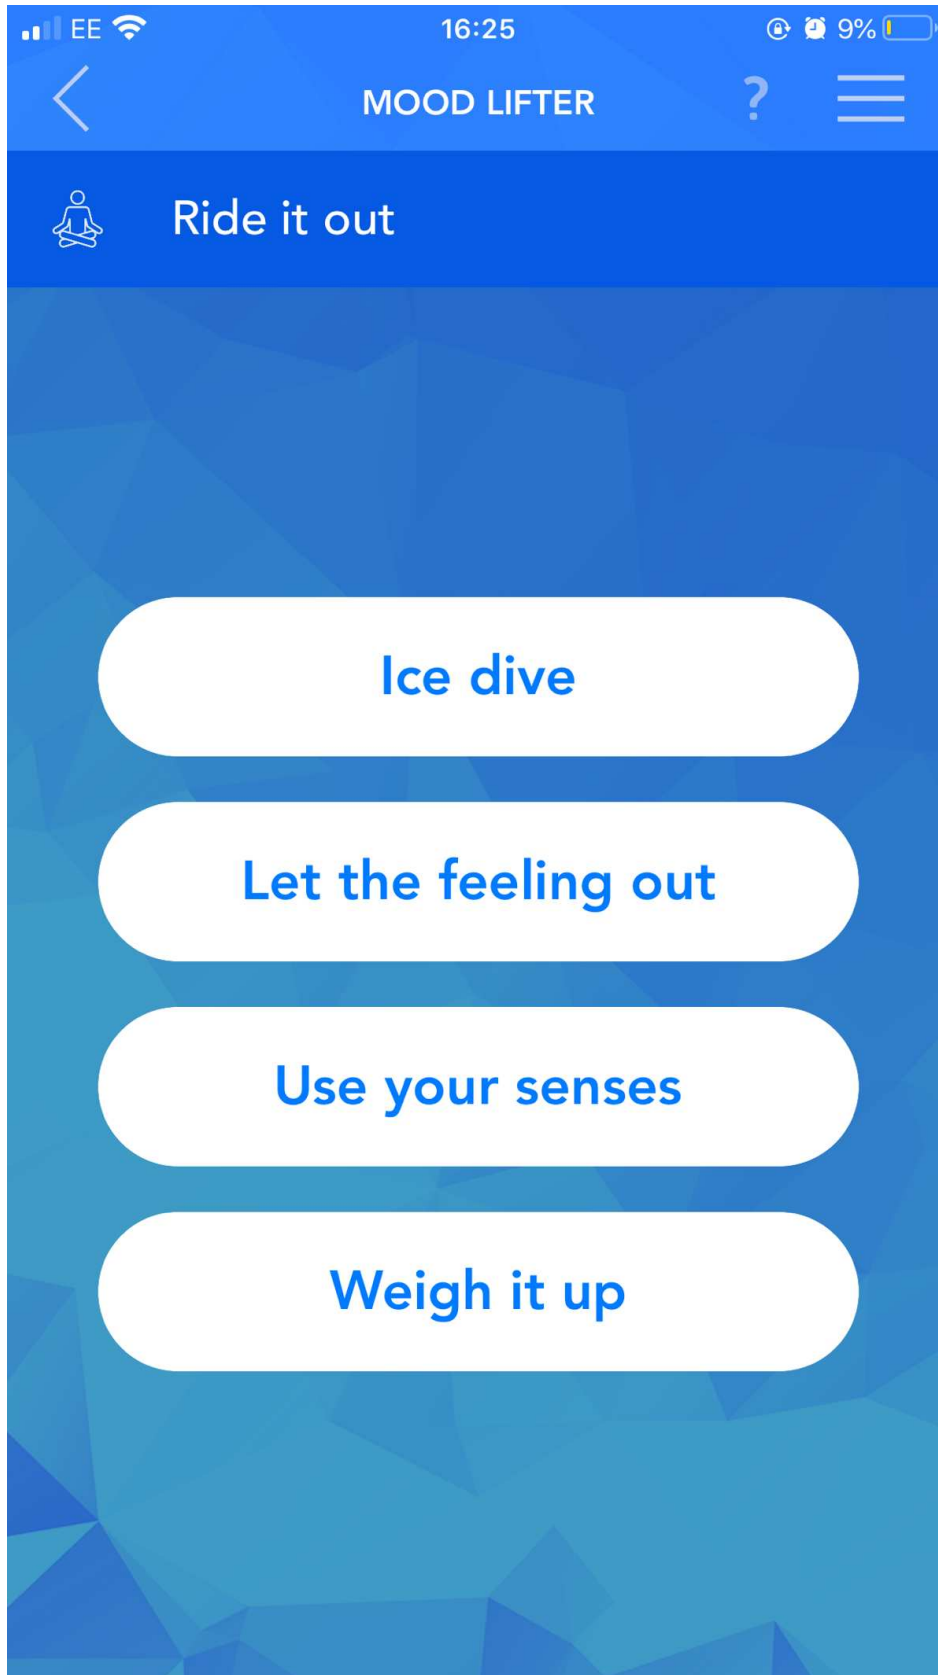 EE 16:25 9%
MOOD LIFTER ?
Ride it out
Ice dive
Let the feeling out
Use your senses
Weigh it up